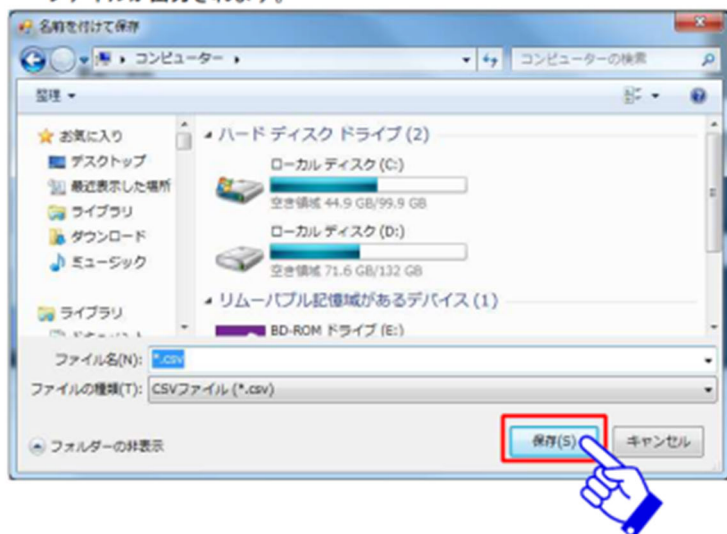 名前を付けて保存
コンピューター
コンピューターの検索
整理
お気に入り
デスクトップ
最近表示した場所
ライブラリ
ダウンロード
ミュージック
ライブラリ
ハード ディスク ドライブ (2)
ローカル ディスク (C:)
空き領域 44.9 GB/99.9 GB
ローカル ディスク (D:)
空き領域 71.6 GB/132 GB
リムーバブル記憶域があるデバイス (1)
BD-ROM ドライブ (E:)
ファイル名(N): *.csv
ファイルの種類(T): CSVファイル (*.csv)
フォルダーの非表示
保存(S)
キャンセル